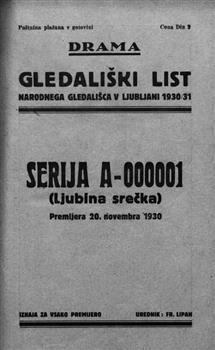 Poštnina plačana v gotovini
Cena Din 2
DRAMA
GLEDALIŠKI LIST
NARODNEGA GLEDALIŠČA V LJUBLJANI 1930/31
SERIJA A-000001
(Ljubina srečka)
Premijera 20. novembra 1930
IZHAJA ZA VSAKO PREMIJERO
UREDNIK: FR. LIPAH